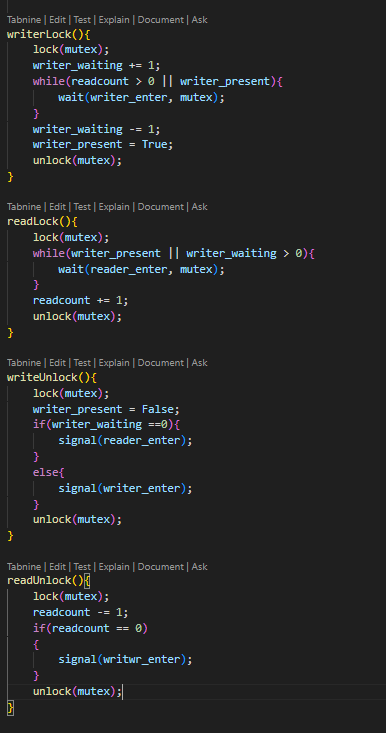 Tabnine | Edit | Test | Explain | Document | Ask
writerLock(){
lock(mutex);
writer_waiting += 1;
while(readcount > 0 || writer_present){
wait(writer_enter, mutex);
}
writer_waiting -= 1;
writer_present = True;
unlock(mutex);
}
Tabnine | Edit | Test | Explain | Document | Ask
readLock(){
lock(mutex);
while(writer_present || writer_waiting > 0){
wait(reader_enter, mutex);
}
readcount += 1;
unlock(mutex);
}
Tabnine | Edit | Test | Explain | Document | Ask
writeUnlock(){
lock(mutex);
writer_present = False;
if(writer_waiting ==0){
signal(reader_enter);
}
else{
signal(writer_enter);
}
unlock(mutex);
}
Tabnine | Edit | Test | Explain | Document | Ask
readUnlock(){
lock(mutex);
readcount -= 1;
if(readcount == 0)
{
signal(writwr_enter);
}
unlock(mutex);
}